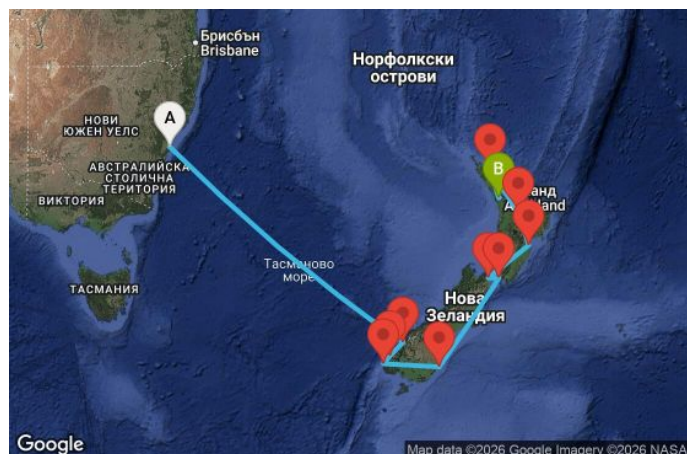 Брисбън
Brisbane
Норфолкски
острови
A
НОВИ
ЮЖЕН УЕЛС
B
АВСТРАЛИЙСКА
СТОЛИЧНА
ТЕРИТОРИЯ
ВИКТОРИЯ
Тасманово
море
ТАСМАНИЯ
Нова
Зеландия
Google
Map data ©2026 Google Imagery ©2026 NASA